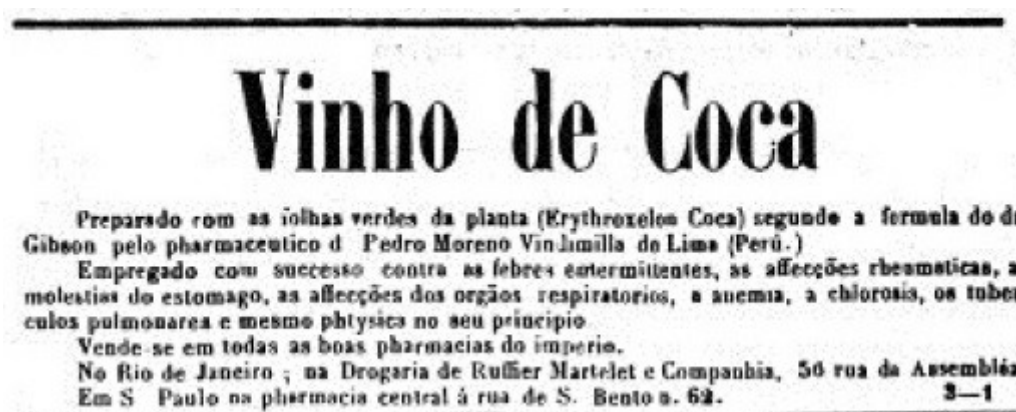 Vinho de Coca
Preparado com as folhas verdes da planta (Erythroxelon Coca) segundo a formula do dr
Gibson pelo pharmaceutico d Pedro Moreno Vindimilla de Lima (Perú.)
Empregado com successo contra as febres entermittentes, as affecções rheumaticas, a
molestias do estomago, as affecções dos orgãos respiratorios, a anemia, a chlorosis, os tuber
culos pulmonares e mesmo phtysica no seu principio
Vende-se em todas as boas pharmacias do imperio.
No Rio de Janeiro ; na Drogaria de Ruffier Martelet e Companhia, 56 rua da Assembléa
Em S Paulo na pharmacia central á rua de S. Bento n. 62. 3—1